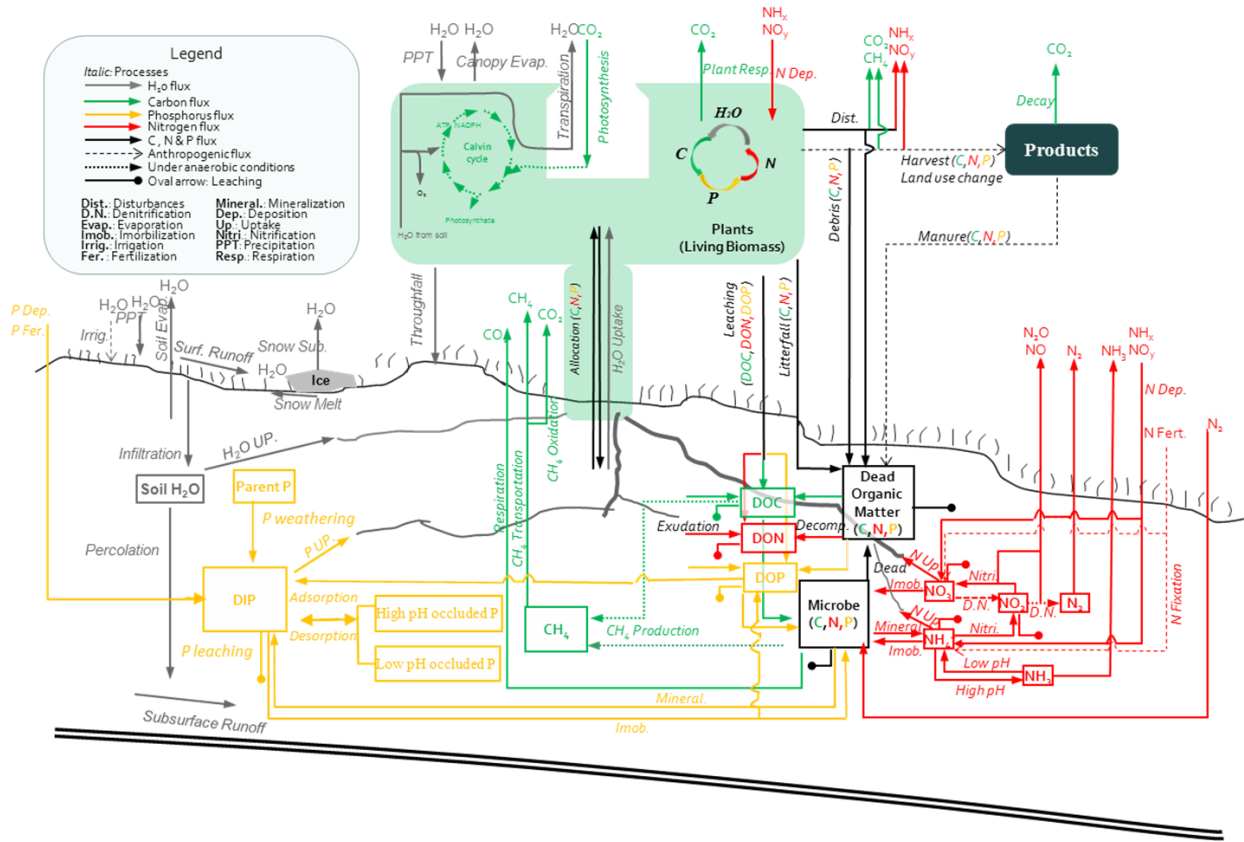 H₂O H₂O
H₂O CO₂
CO₂
NHₓ
NOᵧ
CO₂
CH₄
NHₓ
NOᵧ
CO₂
Legend
Italic: Processes
H₂o flux
Carbon flux
Phosphorus flux
Nitrogen flux
C, N & P flux
Anthropogenic flux
Under anaerobic conditions
Oval arrow: Leaching
Dist.: Disturbances
D.N.: Denitrification
Evap.: Evaporation
Imob.: Imorbilization
Irrig.: Irrigation
Fer.: Fertilization
Mineral.: Mineralization
Dep.: Deposition
Up.: Uptake
Nitri.: Nitrification
PPT: Precipitation
Resp.: Respiration
PPT
Canopy Evap.
Transpiration
Photosynthesis
Plant Resp.
N Dep.
Dist.
Decay
ATP NADPH
Calvin
cycle
O₂
Photosynthate
H₂O from soil
H₂O
C
N
P
Plants
(Living Biomass)
Harvest (C,N,P)
Land use change
Products
Debris (C,N,P)
Manure(C,N,P)
P Dep.
P Fer.
H₂O
H₂O
H₂O
PPT
Irrig.
Soil Evap.
Surf. Runoff
H₂O
Snow Sub.
H₂O
Ice
Snow Melt
Throughfall
CO
CH₄
CO₂
Allocation (C,N,P)
H₂O Uptake
Leaching
(DOC,DON,DOP)
Litterfall (C,N,P)
N₂O
NO
N₂
NH₃
NHₓ
NOᵧ
N Dep.
N Fert.
N₂
Infiltration
H₂O UP.
Soil H₂O
Parent P
P weathering
Percolation
P UP.
DIP
Adsorption
Desorption
High pH occluded P
Low pH occluded P
P leaching
Subsurface Runoff
Respiration
CH₄ Transportation
CH₄ Oxidation
CH₄
CH₄ Production
Exudation
DOC
DON
DOP
Decomp.
Dead
Organic
Matter
(C,N,P)
Dead
Microbe
(C,N,P)
N Up.
Imob.
NO₃
Nitri.
D.N.
NO₂
D.N.
N₂
N Fixation
N Up.
Mineral.
Imob.
NH₄
Nitri.
Low pH
High pH
NH₃
Mineral.
Imob.